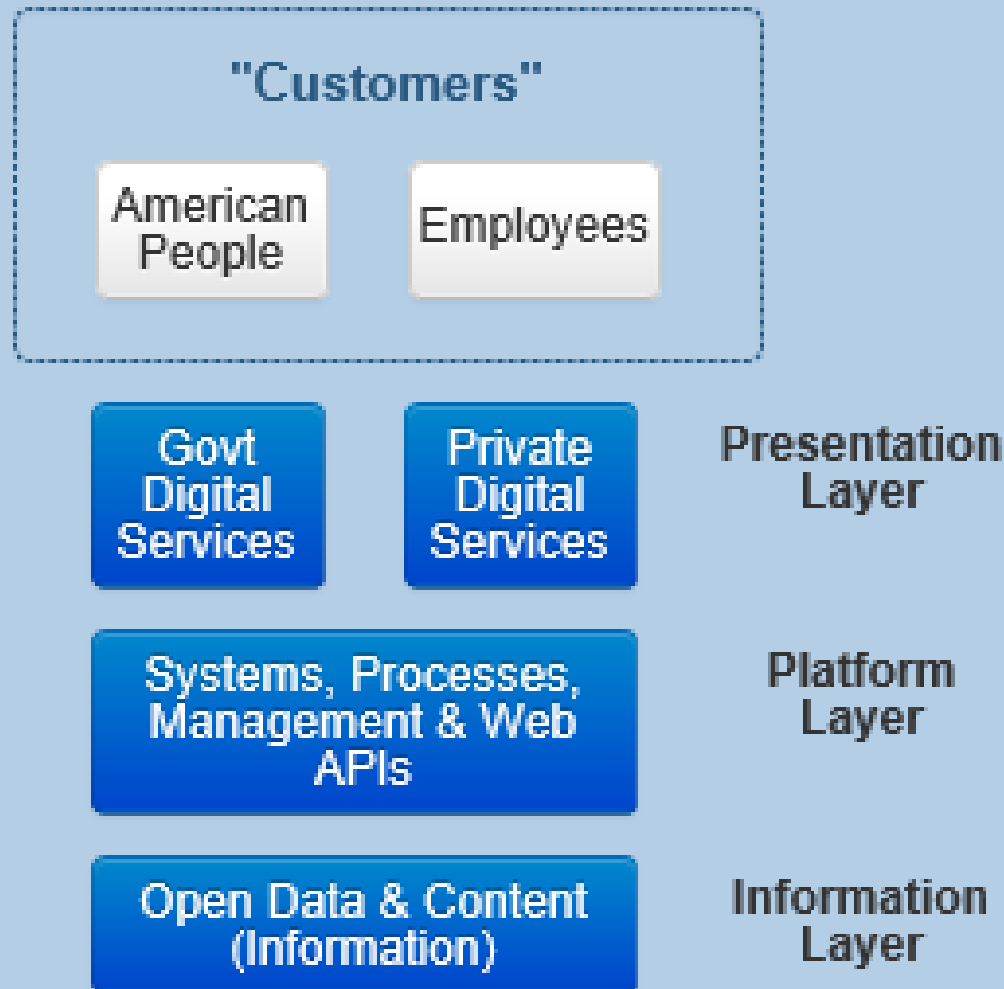 "Customers"
American
People
Employees
Govt
Digital
Services
Private
Digital
Services
Presentation
Layer
Systems, Processes,
Management & Web
APIs
Platform
Layer
Open Data & Content
(Information)
Information
Layer